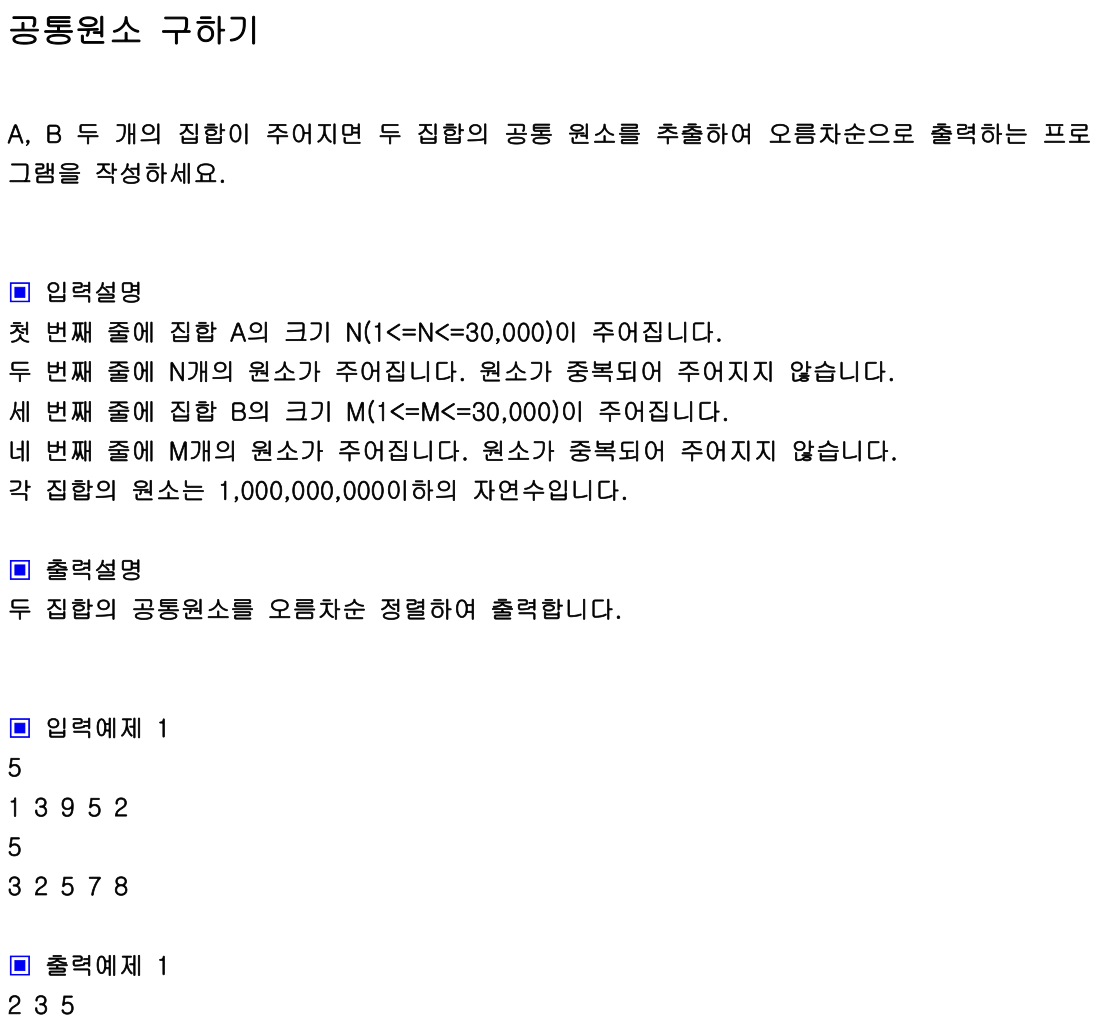 공통원소 구하기
A, B 두 개의 집합이 주어지면 두 집합의 공통 원소를 추출하여 오름차순으로 출력하는 프로
그램을 작성하세요.
▣ 입력설명
첫 번째 줄에 집합 A의 크기 N(1<=N<=30,000)이 주어집니다.
두 번째 줄에 N개의 원소가 주어집니다. 원소가 중복되어 주어지지 않습니다.
세 번째 줄에 집합 B의 크기 M(1<=M<=30,000)이 주어집니다.
네 번째 줄에 M개의 원소가 주어집니다. 원소가 중복되어 주어지지 않습니다.
각 집합의 원소는 1,000,000,000이하의 자연수입니다.
▣ 출력설명
두 집합의 공통원소를 오름차순 정렬하여 출력합니다.
▣ 입력예제 1
5
1 3 9 5 2
5
3 2 5 7 8
▣ 출력예제 1
2 3 5